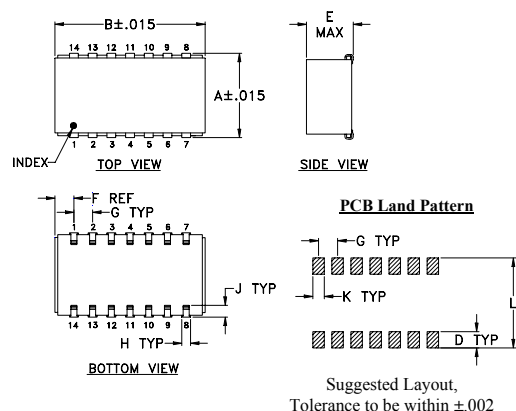 B±.015
E
MAX
14 13 12 11 10 9 8
A±.015
INDEX
1 2 3 4 5 6 7
TOP VIEW
SIDE VIEW
F REF
G TYP
1 2 3 4 5 6 7
J TYP
14 13 12 11 10 9 8
H TYP
BOTTOM VIEW
PCB Land Pattern
G TYP
K TYP
L
D TYP
Suggested Layout,
Tolerance to be within ±.002